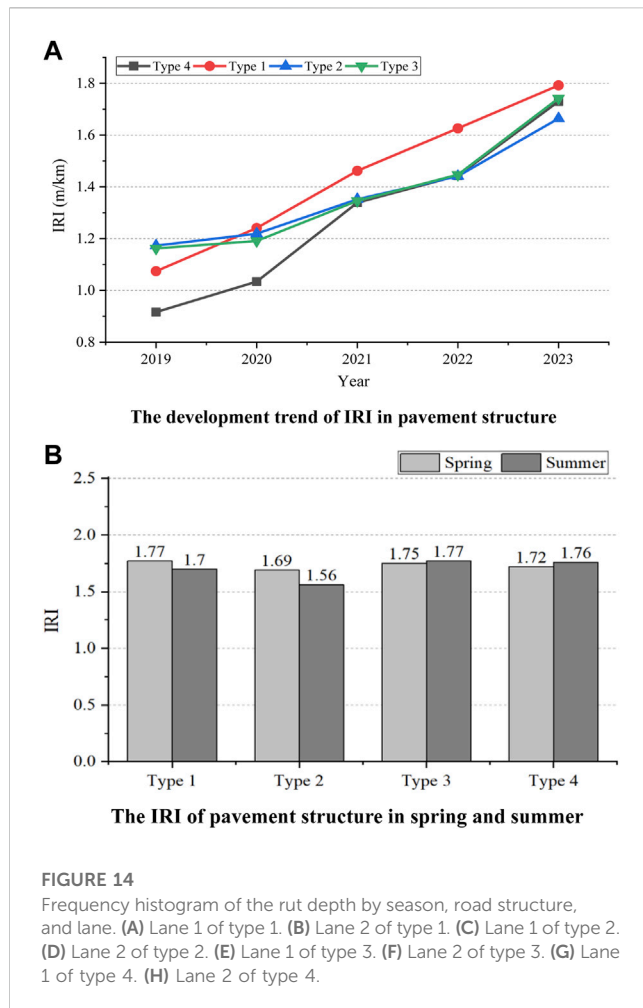 A
Type 4 Type 1 Type 2 Type 3
1.8
1.6
1.4
1.2
1.0
0.8
IRI (m/km)
2019 2020 2021 2022 2023
Year
The development trend of IRI in pavement structure
B
Spring Summer
2.5
2.0
1.5
1.0
0.5
0.0
IRI
1.77 1.7 1.69 1.56 1.75 1.77 1.72 1.76
Type 1 Type 2 Type 3 Type 4
The IRI of pavement structure in spring and summer
FIGURE 14
Frequency histogram of the rut depth by season, road structure,
and lane. (A) Lane 1 of type 1. (B) Lane 2 of type 1. (C) Lane 1 of type 2.
(D) Lane 2 of type 2. (E) Lane 1 of type 3. (F) Lane 2 of type 3. (G) Lane
1 of type 4. (H) Lane 2 of type 4.